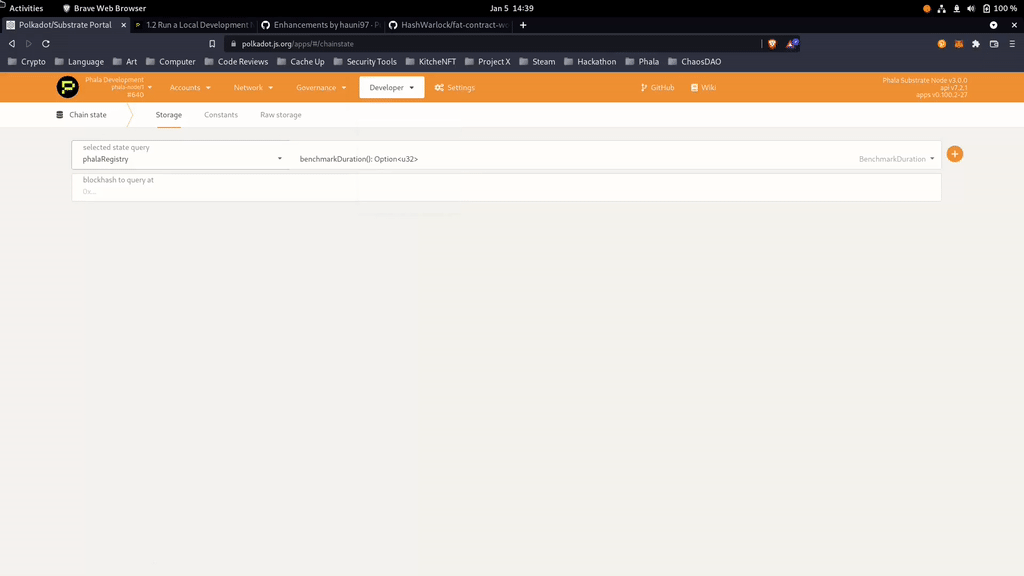 Activities Brave Web Browser Jan 5 14:39 100 %
Polkadot/Substrate Portal 1.2 Run a Local Development Enhancements by hauni97 · P HashWarlock/fat-contract-w
polkadot.js.org/apps/#/chainstate
Crypto Language Art Computer Code Reviews Cache Up Security Tools KitcheNFT Project X Steam Hackathon Phala ChaosDAO
Phala Development
phala-node/1
#640
Accounts Network Governance Developer Settings GitHub Wiki
Phala Substrate Node v3.0.0
api v7.2.1
apps v0.100.2-27
Chain state Storage Constants Raw storage
selected state query
phalaRegistry benchmarkDuration(): Option<u32> BenchmarkDuration
blockhash to query at
0x...